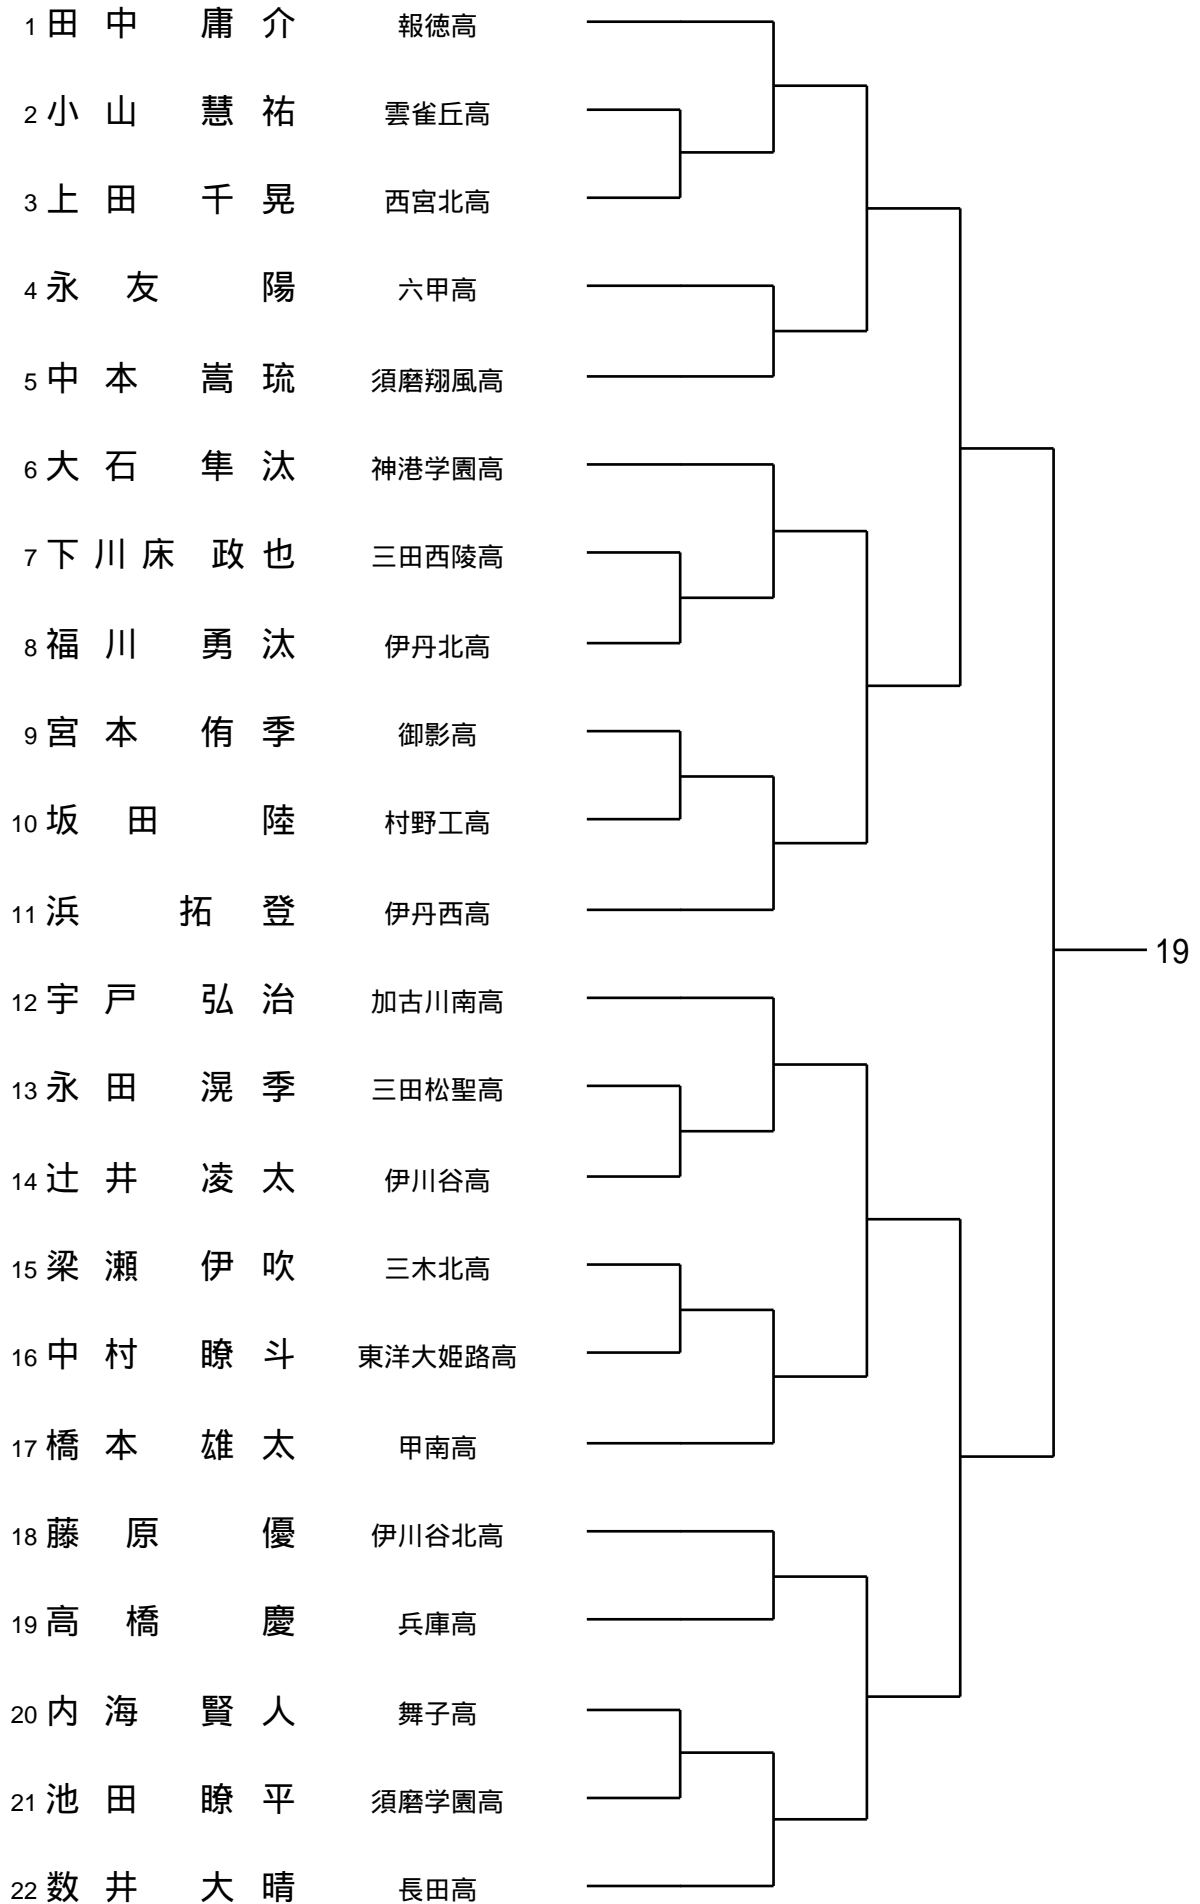 1 田中 庸介 報徳高
2 小山 慧祐 雲雀丘高
3 上田 千晃 西宮北高
4 永友 陽 六甲高
5 中本 嵩琉 須磨翔風高
6 大石 隼汰 神港学園高
7 下川床 政也 三田西陵高
8 福川 勇汰 伊丹北高
9 宮本 侑季 御影高
10 坂田 陸 村野工高
11 浜 拓登 伊丹西高
19
12 宇戸 弘治 加古川南高
13 永田 滉季 三田松聖高
14 辻井 凌太 伊川谷高
15 梁瀬 伊吹 三木北高
16 中村 瞭斗 東洋大姫路高
17 橋本 雄太 甲南高
18 藤原 優 伊川谷北高
19 高橋 慶 兵庫高
20 内海 賢人 舞子高
21 池田 瞭平 須磨学園高
22 数井 大晴 長田高